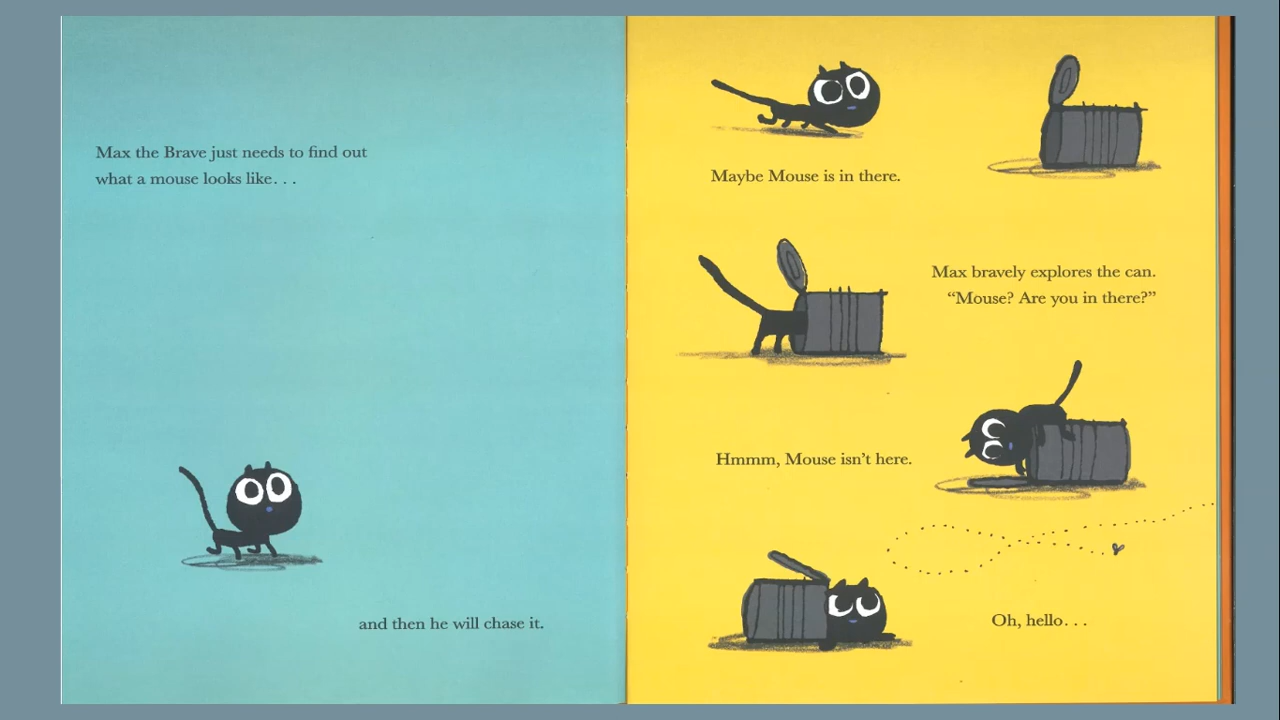 Max the Brave just needs to find out
what a mouse looks like. . .
and then he will chase it.
Maybe Mouse is in there.
Max bravely explores the can.
“Mouse? Are you in there?”
Hmmm, Mouse isn’t here.
Oh, hello. . .